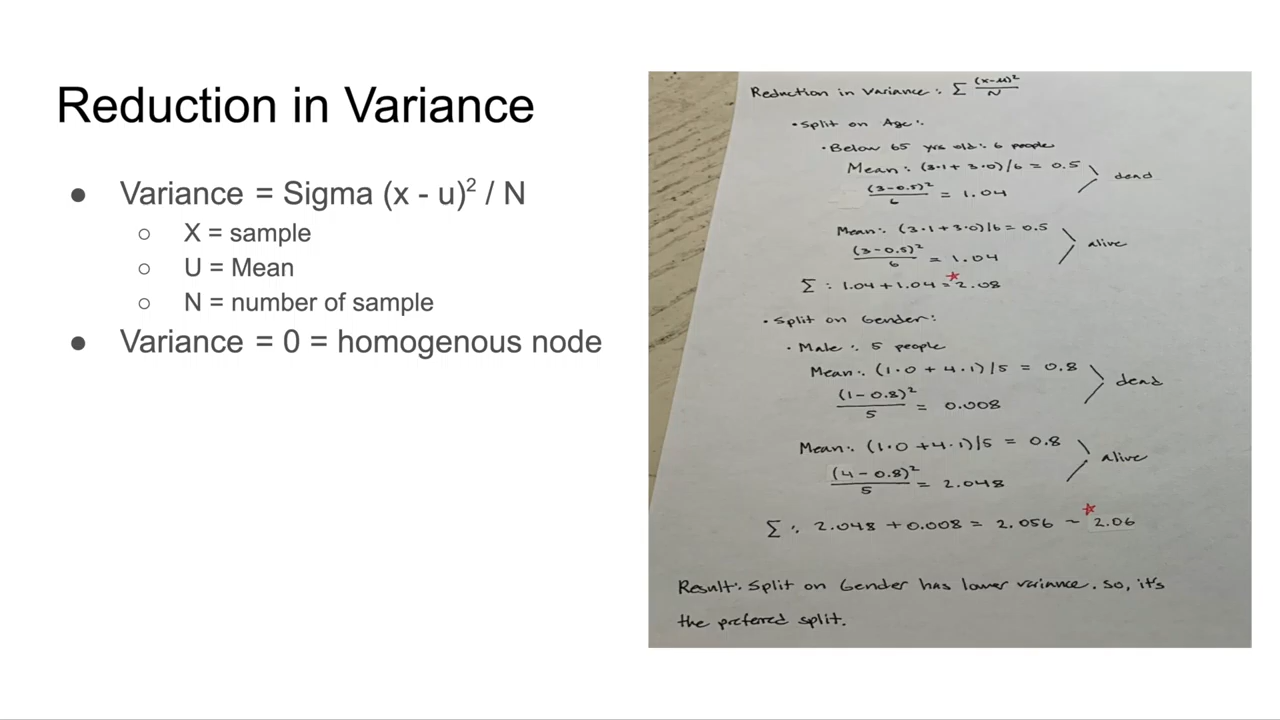 Reduction in Variance
● Variance = Sigma (x - u)² / N
○ X = sample
○ U = Mean
○ N = number of sample
● Variance = 0 = homogenous node
Reduction in Variance: Σ (x-u)²/N
• Split on Age:
• Below 65 yrs old: 6 people
Mean: (3·1 + 3·0)/6 = 0.5
(3-0.5)²/6 = 1.04
dead
Mean: (3·1+3·0)/6 = 0.5
(3-0.5)²/6 = 1.04
alive
Σ: 1.04 + 1.04 = 2.08
• Split on Gender:
• Male: 5 people
Mean: (1·0 + 4·1)/5 = 0.8
(1-0.8)²/5 = 0.008
dead
Mean: (1·0 +4·1)/5 = 0.8
(4-0.8)²/5 = 2.048
alive
Σ: 2.048 + 0.008 = 2.056 ~ 2.06
Result: Split on Gender has lower variance. So, it's
the preferred split.